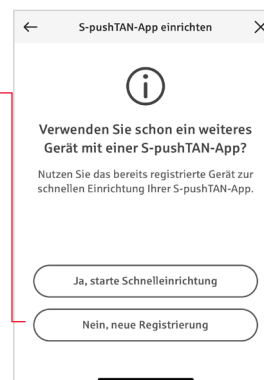 S-pushTAN-App einrichten
Verwenden Sie schon ein weiteres
Gerät mit einer S-pushTAN-App?
Nutzen Sie das bereits registrierte Gerät zur
schnellen Einrichtung Ihrer S-pushTAN-App.
Ja, starte Schnelleinrichtung
Nein, neue Registrierung